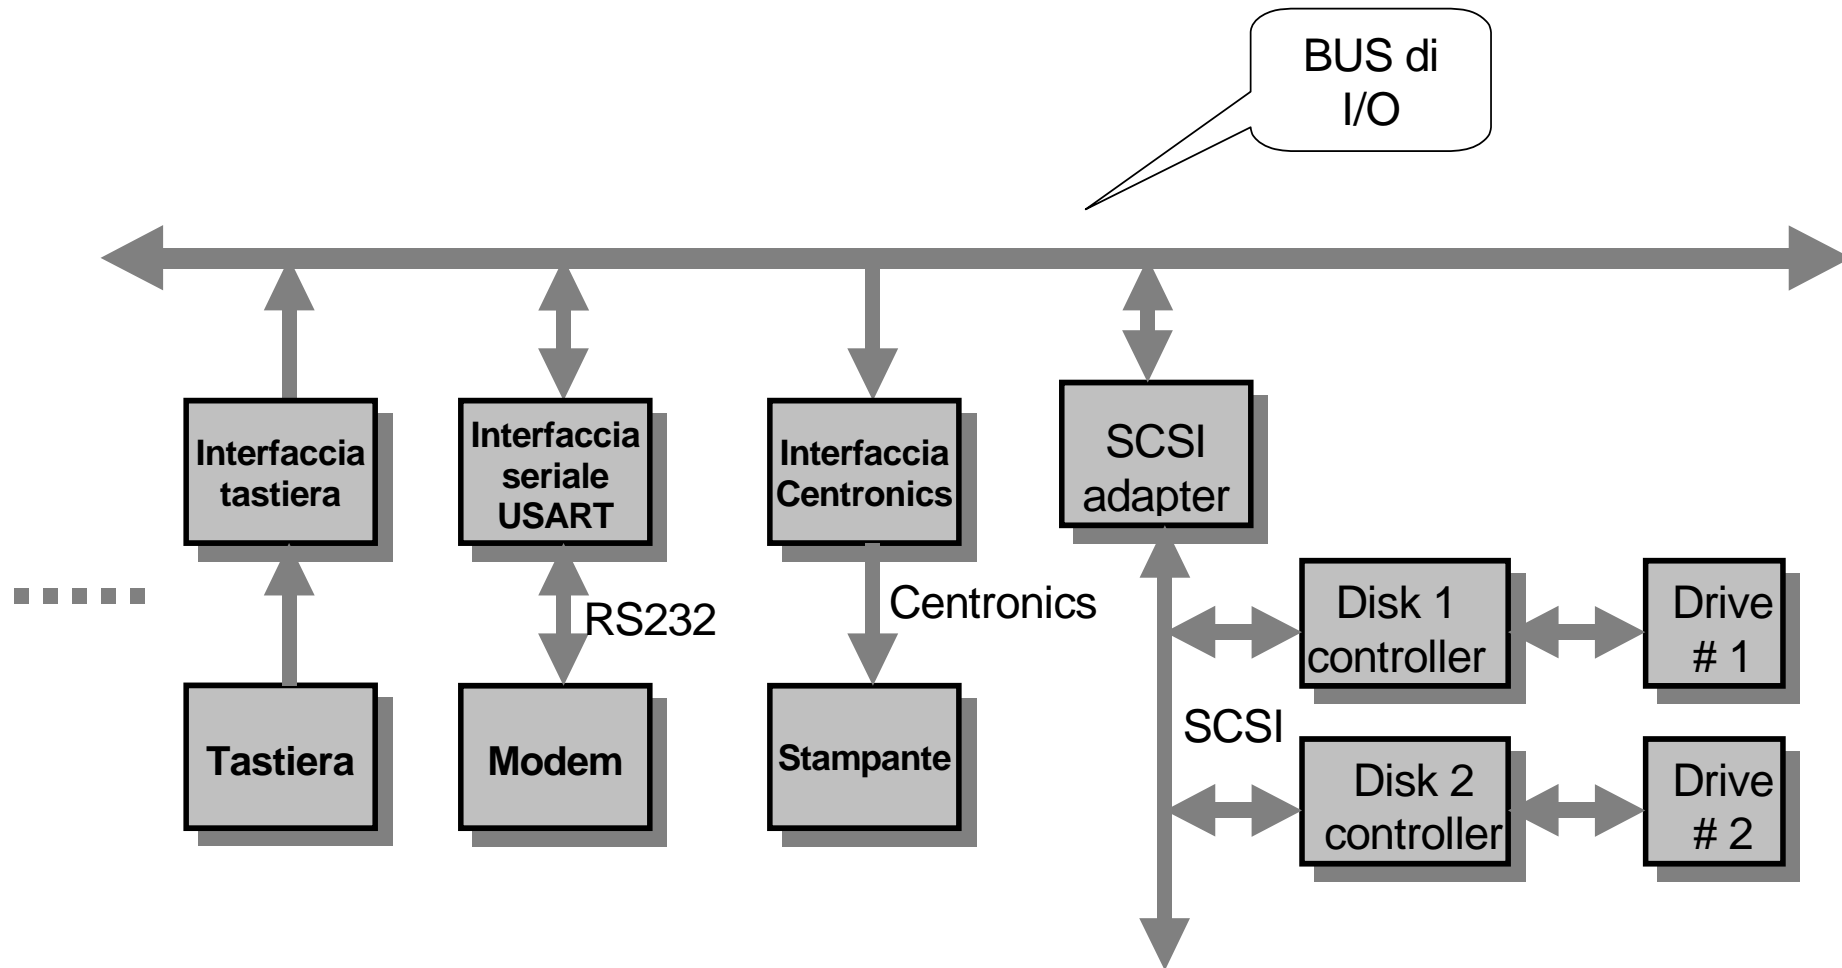 BUS di
I/O
Interfaccia
tastiera
Interfaccia
seriale
USART
Interfaccia
Centronics
SCSI
adapter
RS232
Centronics
Disk 1
controller
Drive
# 1
Tastiera
Modem
Stampante
SCSI
Disk 2
controller
Drive
# 2